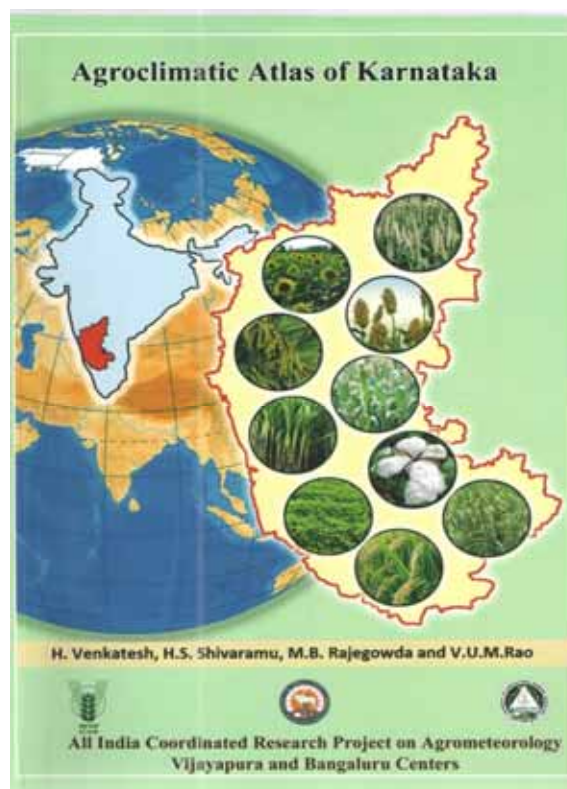 Agroclimatic Atlas of Karnataka
H. Venkatesh, H.S. Shivaramu, M.B. Rajegowda and V.U.M.Rao
All India Coordinated Research Project on Agrometeorology
Vijayapura and Bangaluru Centers